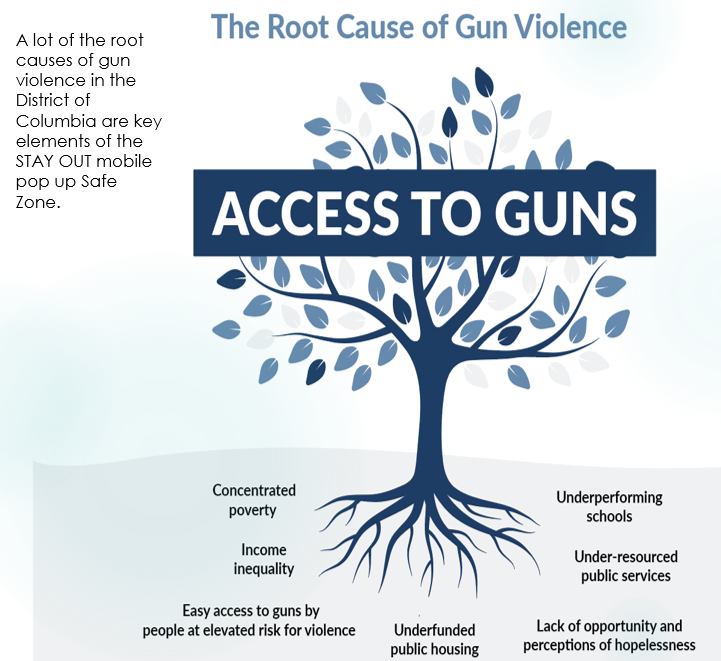 The Root Cause of Gun Violence
A lot of the root
causes of gun
violence in the
District of
Columbia are key
elements of the
STAY OUT mobile
pop up Safe
Zone.
ACCESS TO GUNS
Concentrated
poverty
Income
inequality
Easy access to guns by
people at elevated risk for violence
Underfunded
public housing
Underperforming
schools
Under-resourced
public services
Lack of opportunity and
perceptions of hopelessness